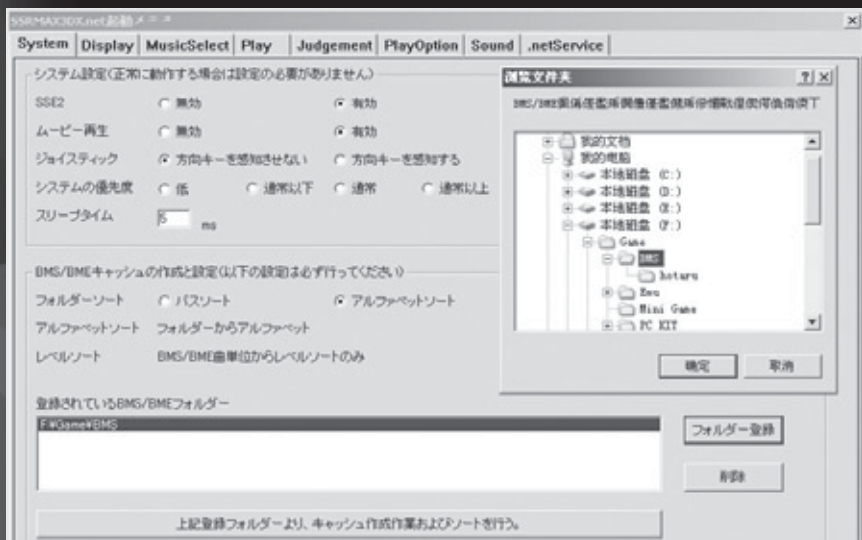 SSRMAX3DX.net起動メニュー
System Display MusicSelect Play Judgement PlayOption Sound .netService
システム設定(正常に動作する場合は設定の必要がありません)
SSE2 無効 有効
ムービー再生 無効 有効
ジョイスティック 方向キーを感知させない 方向キーを感知する
システムの優先度 低 通常以下 通常 通常以上
スリープタイム 5 ms
BMS/BMEキャッシュの作成と設定(以下の設定は必ず行ってください)
フォルダーソート パスソート アルファベットソート
アルファベットソート フォルダーからアルファベット
レベルソート BMS/BME曲単位からレベルソートのみ
登録されているBMS/BMEフォルダー
F:¥Game¥BMS
フォルダー登録
削除
上記登録フォルダーより、キャッシュ作成作業およびソートを行う。
浏览文件夹
BMS/BME
我的文档
我的电脑
本地磁盘 (C:)
本地磁盘 (D:)
本地磁盘 (E:)
本地磁盘 (F:)
Game
BMS
hotaru
Emu
Mini Game
PC KIT
确定 取消